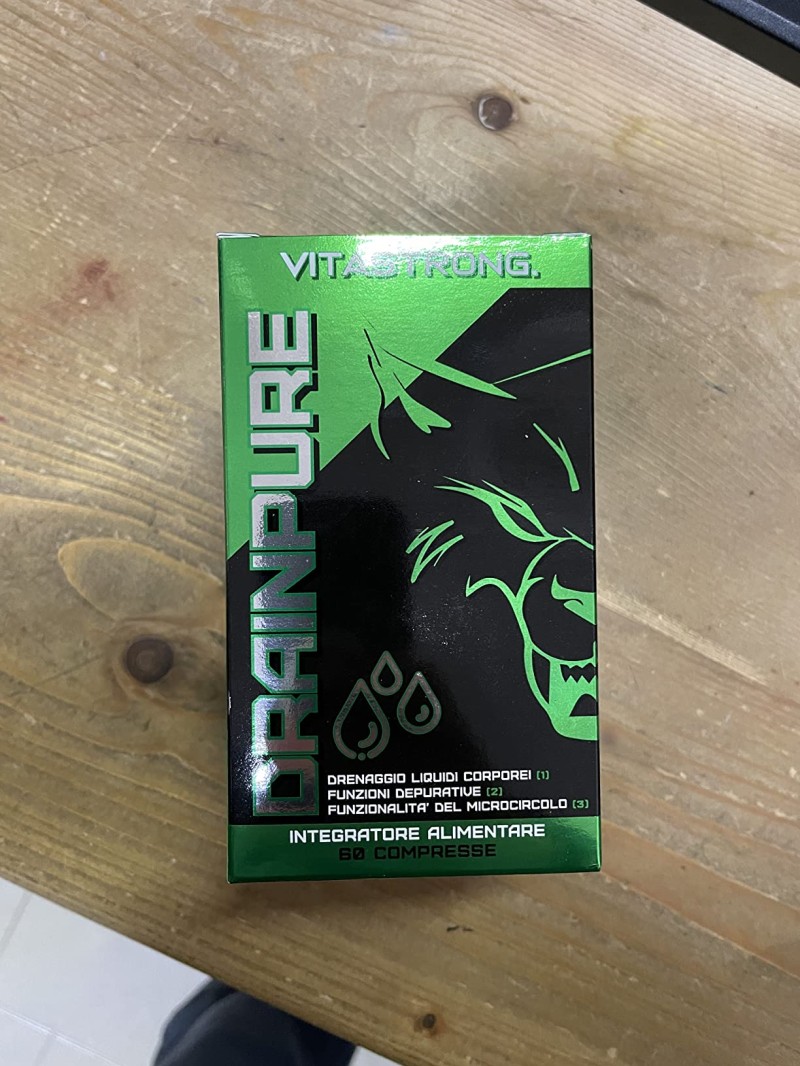 VITASTRONG.
DRAINPURE
DRENAGGIO LIQUIDI CORPOREI (1)
FUNZIONI DEPURATIVE (2)
FUNZIONALITA' DEL MICROCIRCOLO (3)
INTEGRATORE ALIMENTARE
60 COMPRESSE